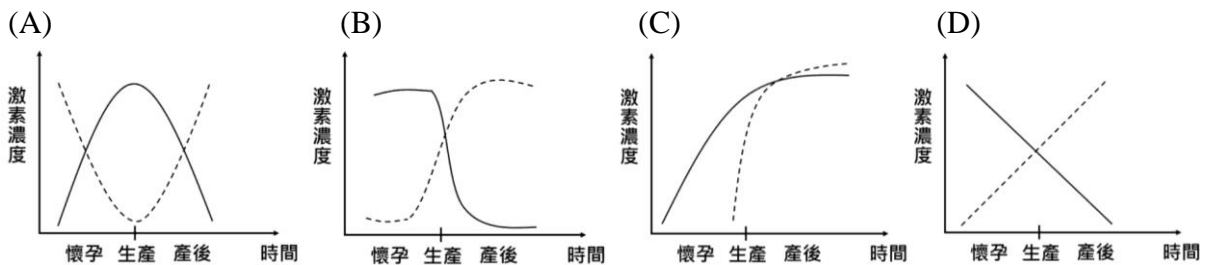 (A) (B) (C) (D)
激素濃度 激素濃度 激素濃度 激素濃度
懷孕 生產 產後 時間 懷孕 生產 產後 時間 懷孕 生產 產後 時間 懷孕 生產 產後 時間